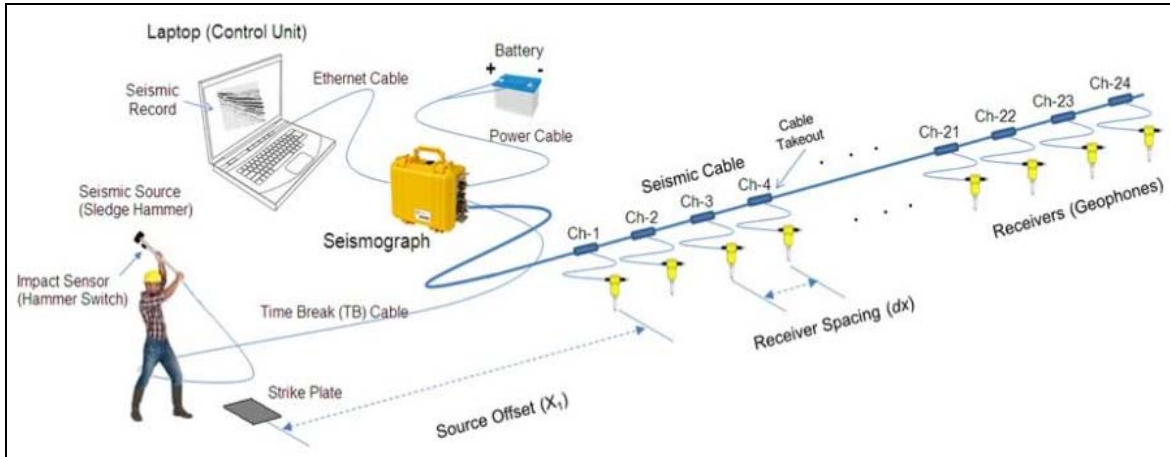 Laptop (Control Unit)
Seismic
Record
Ethernet Cable
Battery
+ -
Power Cable
Seismic Source
(Sledge Hammer)
Impact Sensor
(Hammer Switch)
Seismograph
Time Break (TB) Cable
Strike Plate
Source Offset (X₁)
Seismic Cable
Cable
Takeout
Ch-1
Ch-2
Ch-3
Ch-4
. . .
Ch-21
Ch-22
Ch-23
Ch-24
. . .
Receivers (Geophones)
Receiver Spacing (dx)